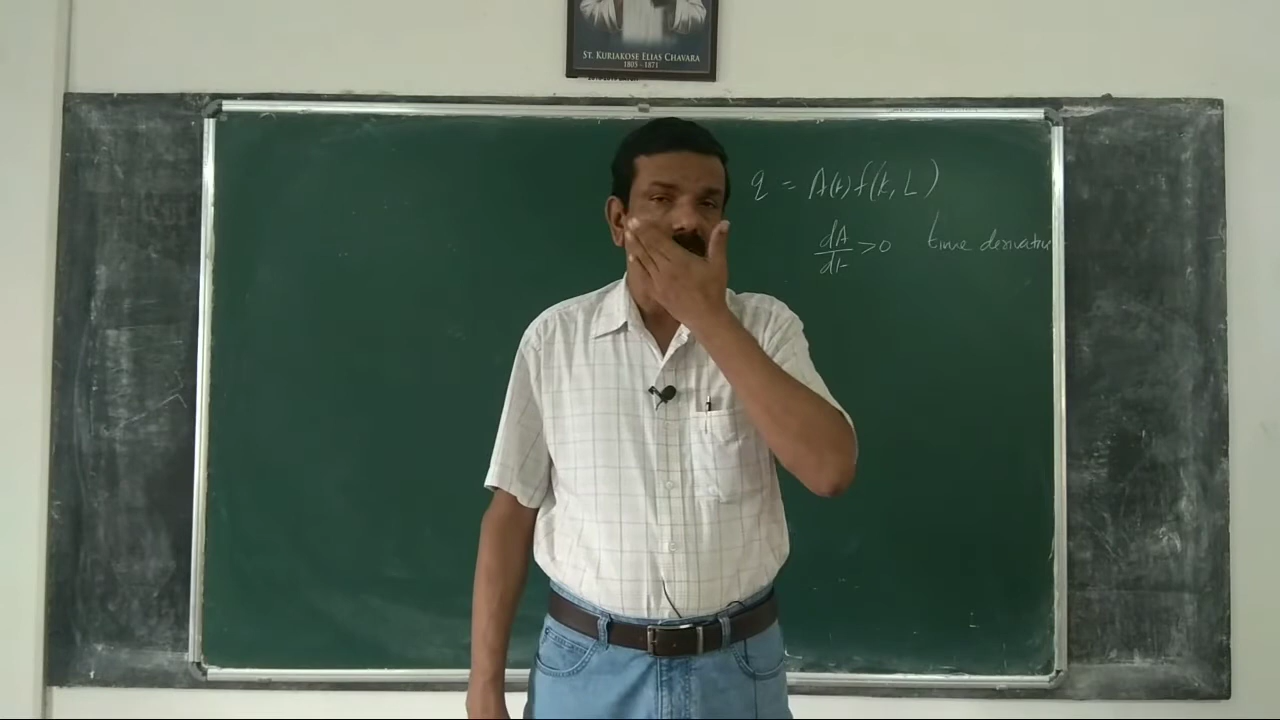 ST. KURIAKOSE ELIAS CHAVARA
1805 - 1871
q = A(t) f(k, L)
dA/dt > 0 time derivative